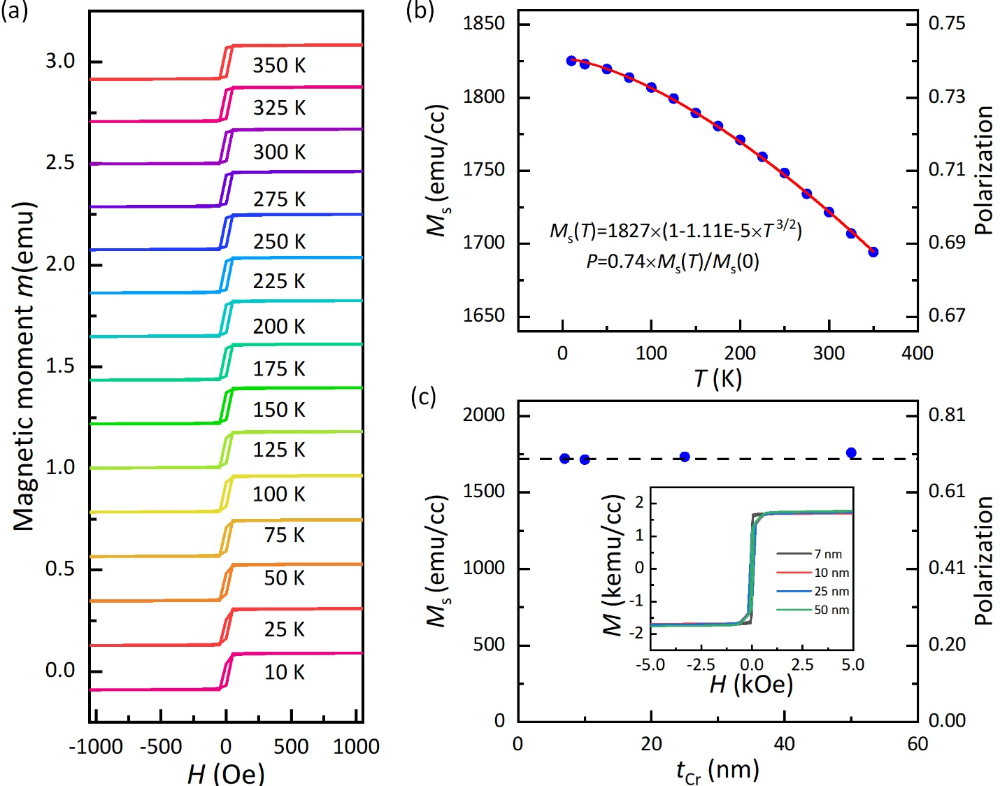 (a)
3.0
2.5
2.0
1.5
1.0
0.5
0.0
Magnetic moment m(emu)
350 K
325 K
300 K
275 K
250 K
225 K
200 K
175 K
150 K
125 K
100 K
75 K
50 K
25 K
10 K
-1000 -500 0 500 1000
H (Oe)
(b)
1850
1800
1750
1700
1650
Ms (emu/cc)
0.75
0.73
0.71
0.69
0.67
Polarization
Ms(T)=1827×(1-1.11E-5×T3/2)
P=0.74×Ms(T)/Ms(0)
0 100 200 300 400
T (K)
(c)
2000
1500
1000
500
0
Ms (emu/cc)
0.81
0.61
0.41
0.20
0.00
Polarization
2
1
0
-1
-2
M (kemu/cc)
7 nm
10 nm
25 nm
50 nm
-5.0 -2.5 0.0 2.5 5.0
H (kOe)
0 20 40 60
tCr (nm)